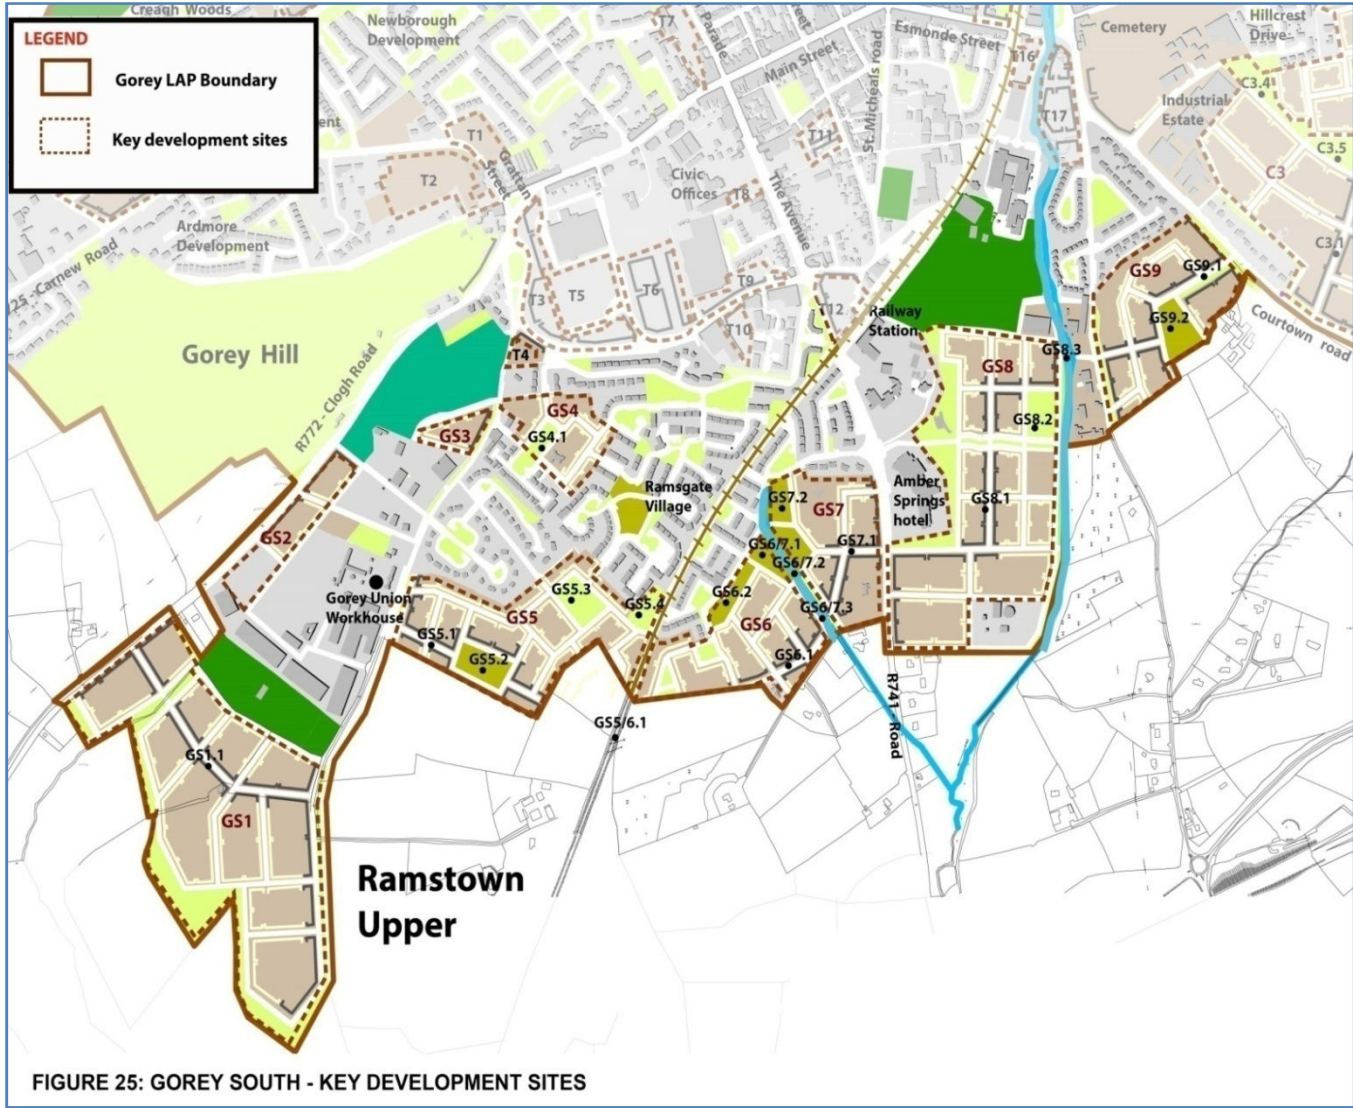 Creagh Woods
LEGEND
Gorey LAP Boundary
Key development sites
Newborough
Development
T7
Parade
Main Street
St.Micheals road
Esmonde Street
T16
Cemetery
Hillcrest
Drive
C3.4
Industrial
Estate
T17
C3.5
C3
C3.1
T1
T2
Grattan
Street
T11
Civic
Offices
T8
The Avenue
Ardmore
Development
25 - Carnew Road
T3
T5
T6
T9
T10
T12
Railway
Station
GS9
GS9.1
GS9.2
Courtown road
Gorey Hill
R772 - Clogh Road
T4
GS3
GS4
GS4.1
GS8
GS8.3
GS8.2
GS8.1
Ramsgate
Village
Amber
Springs
hotel
GS2
GS7.2
GS7
GS7.1
GS6/7.1
GS6/7.2
GS6/7.3
Gorey Union
Workhouse
GS5.3
GS5
GS5.4
GS5.1
GS5.2
GS6.2
GS6
GS6.1
GS5/6.1
R741 - Road
GS1.1
GS1
Ramstown
Upper
FIGURE 25: GOREY SOUTH - KEY DEVELOPMENT SITES